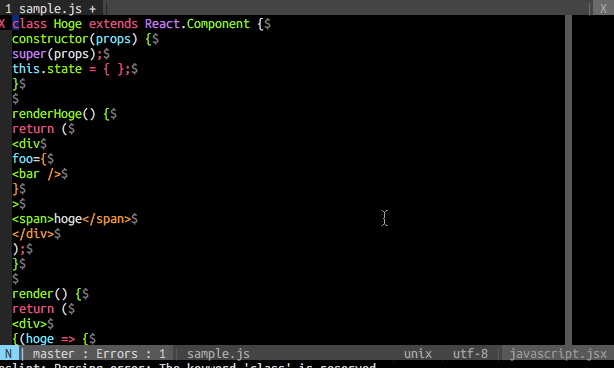 1 sample.js + X
X class Hoge extends React.Component {$
constructor(props) {$
super(props);$
this.state = { };$
}$
$
renderHoge() {$
return ($
<div$
foo={$
<bar />$
}$
>$
<span>hoge</span>$
</div>$
);$
}$
$
render() {$
return ($
<div>$
{(hoge => {$
N | master : Errors : 1 | sample.js unix utf-8 | javascript.jsx
eslint: Parsing error: The keyword 'class' is reserved